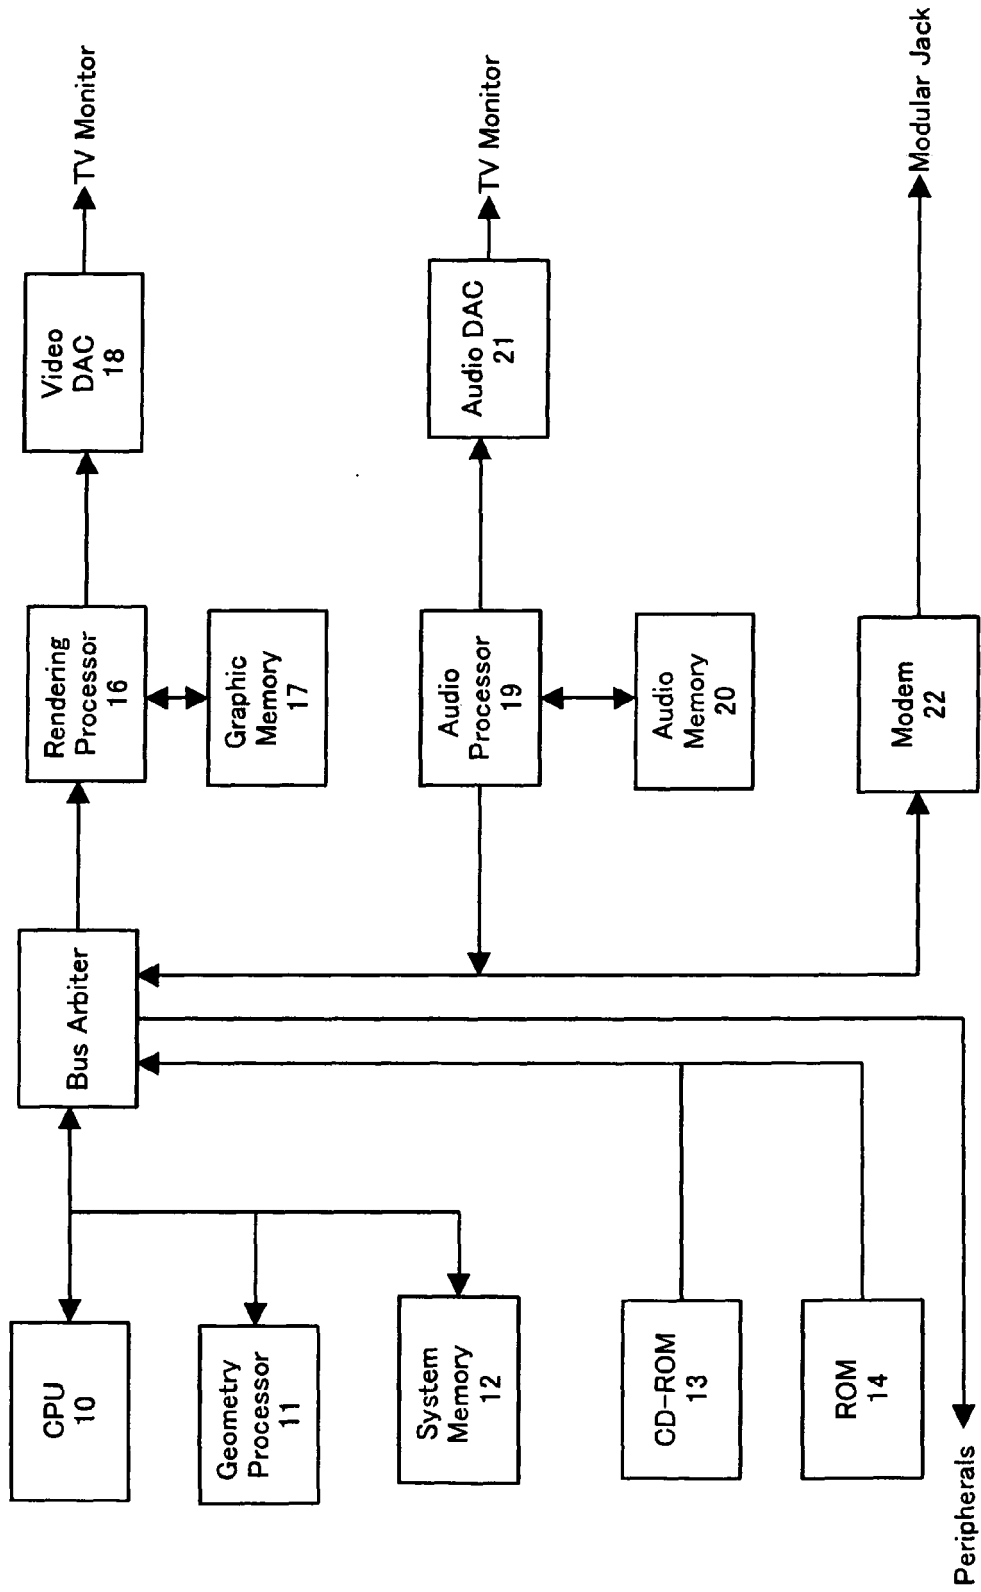 CPU
10
Geometry
Processor
11
System
Memory
12
CD-ROM
13
ROM
14
Peripherals
Bus Arbiter
Rendering
Processor
16
Graphic
Memory
17
Audio
Processor
19
Audio
Memory
20
Modem
22
Video
DAC
18
Audio DAC
21
TV Monitor
TV Monitor
Modular Jack